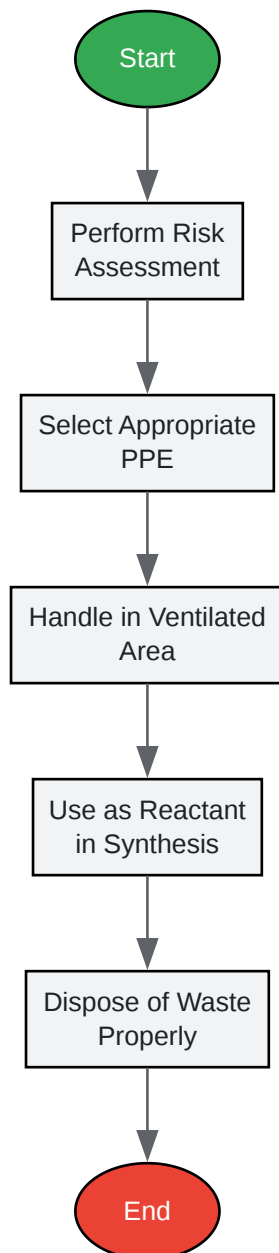 Start
Perform Risk
Assessment
Select Appropriate
PPE
Handle in Ventilated
Area
Use as Reactant
in Synthesis
Dispose of Waste
Properly
End